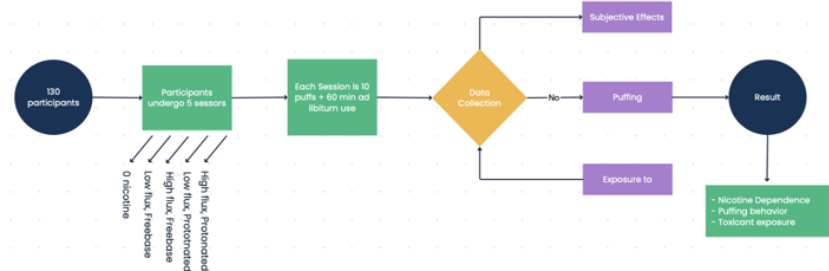 130
participants
Participants
undergo 5 sessors
Each Session is 10
puffs + 60 min ad
libitum use
Data
Collection
Subjective Effects
No
Puffing
Exposure to
Result
- Nicotine Dependence
- Puffing behavior
- Toxicant exposure
0 nicotine
Low flux, Freebase
High flux, Freebase
Low flux, Prototnated
High flux, Protonated